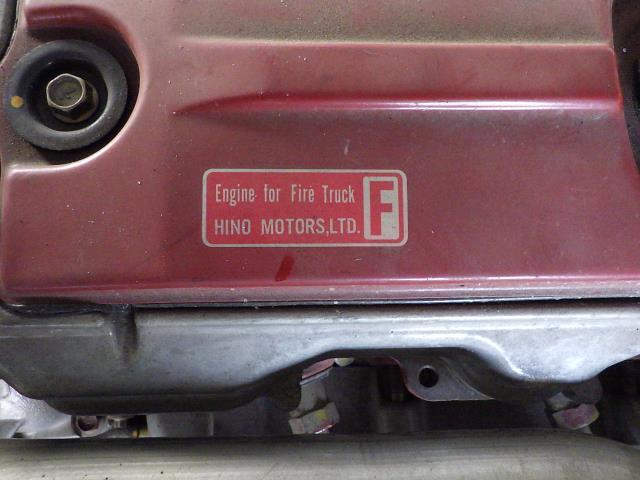 Engine for Fire Truck
HINO MOTORS,LTD.
F